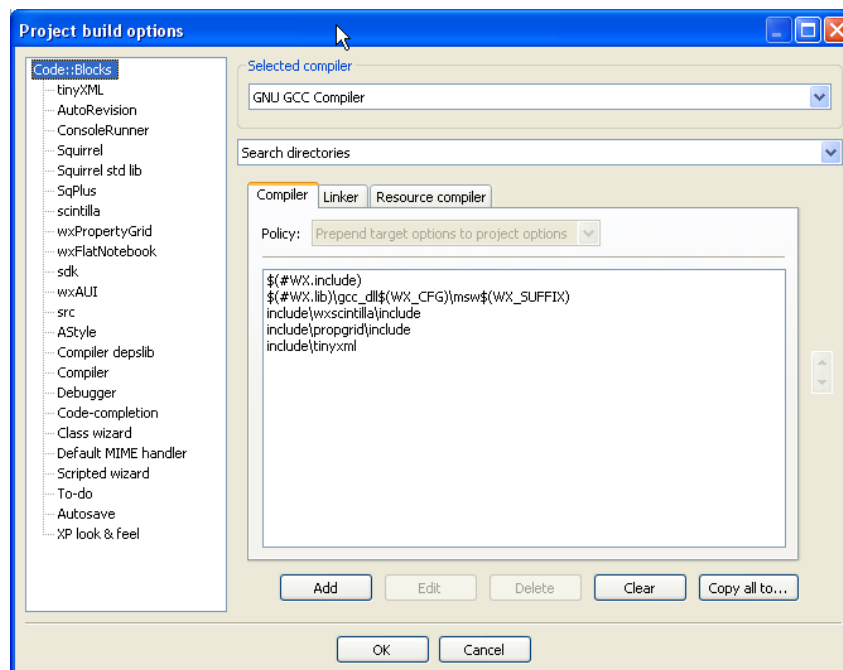 Project build options
Code::Blocks
tinyXML
AutoRevision
ConsoleRunner
Squirrel
Squirrel std lib
SqPlus
scintilla
wxPropertyGrid
wxFlatNotebook
sdk
wxAUI
src
AStyle
Compiler depslib
Compiler
Debugger
Code-completion
Class wizard
Default MIME handler
Scripted wizard
To-do
Autosave
XP look & feel
Selected compiler
GNU GCC Compiler
Search directories
Compiler Linker Resource compiler
Policy: Prepend target options to project options
$(#WX.include)
$(#WX.lib)\gcc_dll$(WX_CFG)\msw$(WX_SUFFIX)
include\wxscintilla\include
include\propgrid\include
include\tinyxml
Add Edit Delete Clear Copy all to...
OK Cancel